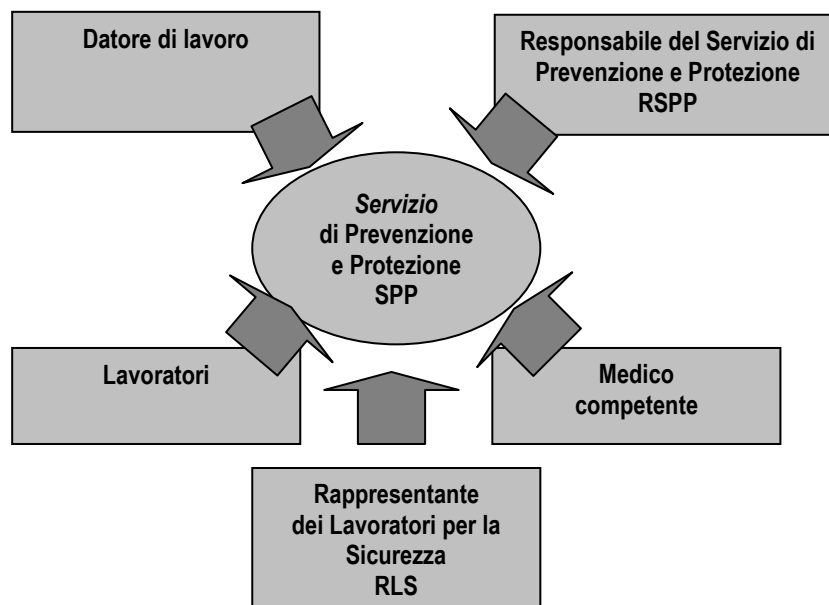 Datore di lavoro
Responsabile del Servizio di
Prevenzione e Protezione
RSPP
Servizio
di Prevenzione
e Protezione
SPP
Lavoratori
Medico
competente
Rappresentante
dei Lavoratori per la
Sicurezza
RLS